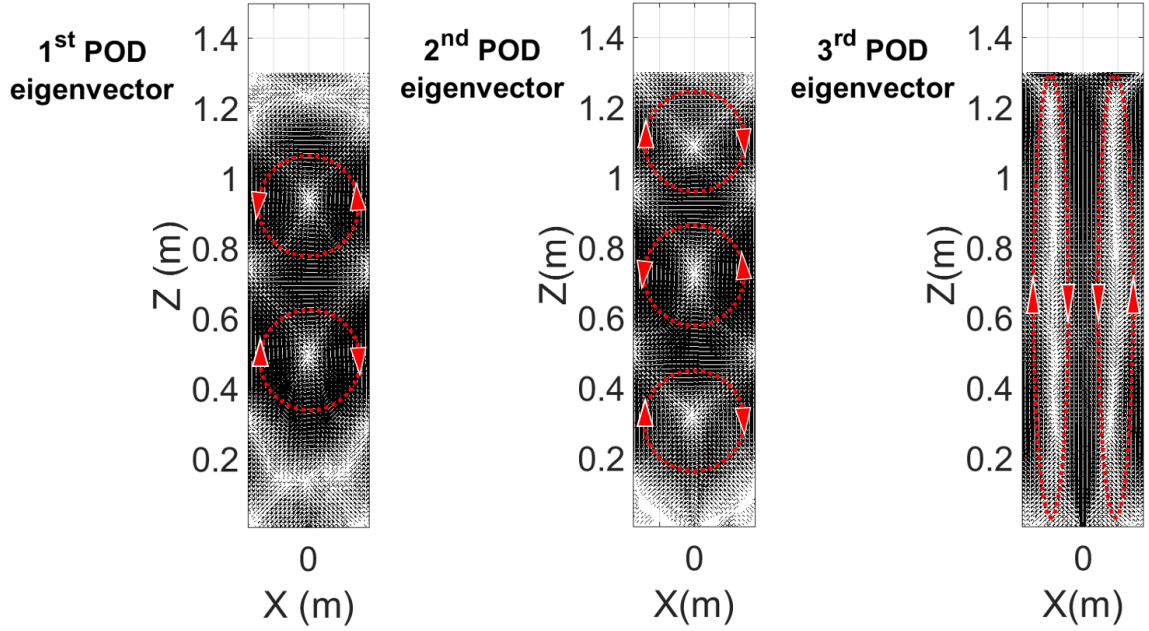 1st POD
eigenvector
1.4
1.2
1
0.8
0.6
0.4
0.2
Z (m)
0
X (m)
2nd POD
eigenvector
1.4
1.2
1
0.8
0.6
0.4
0.2
Z(m)
0
X(m)
3rd POD
eigenvector
1.4
1.2
1
0.8
0.6
0.4
0.2
Z(m)
0
X(m)